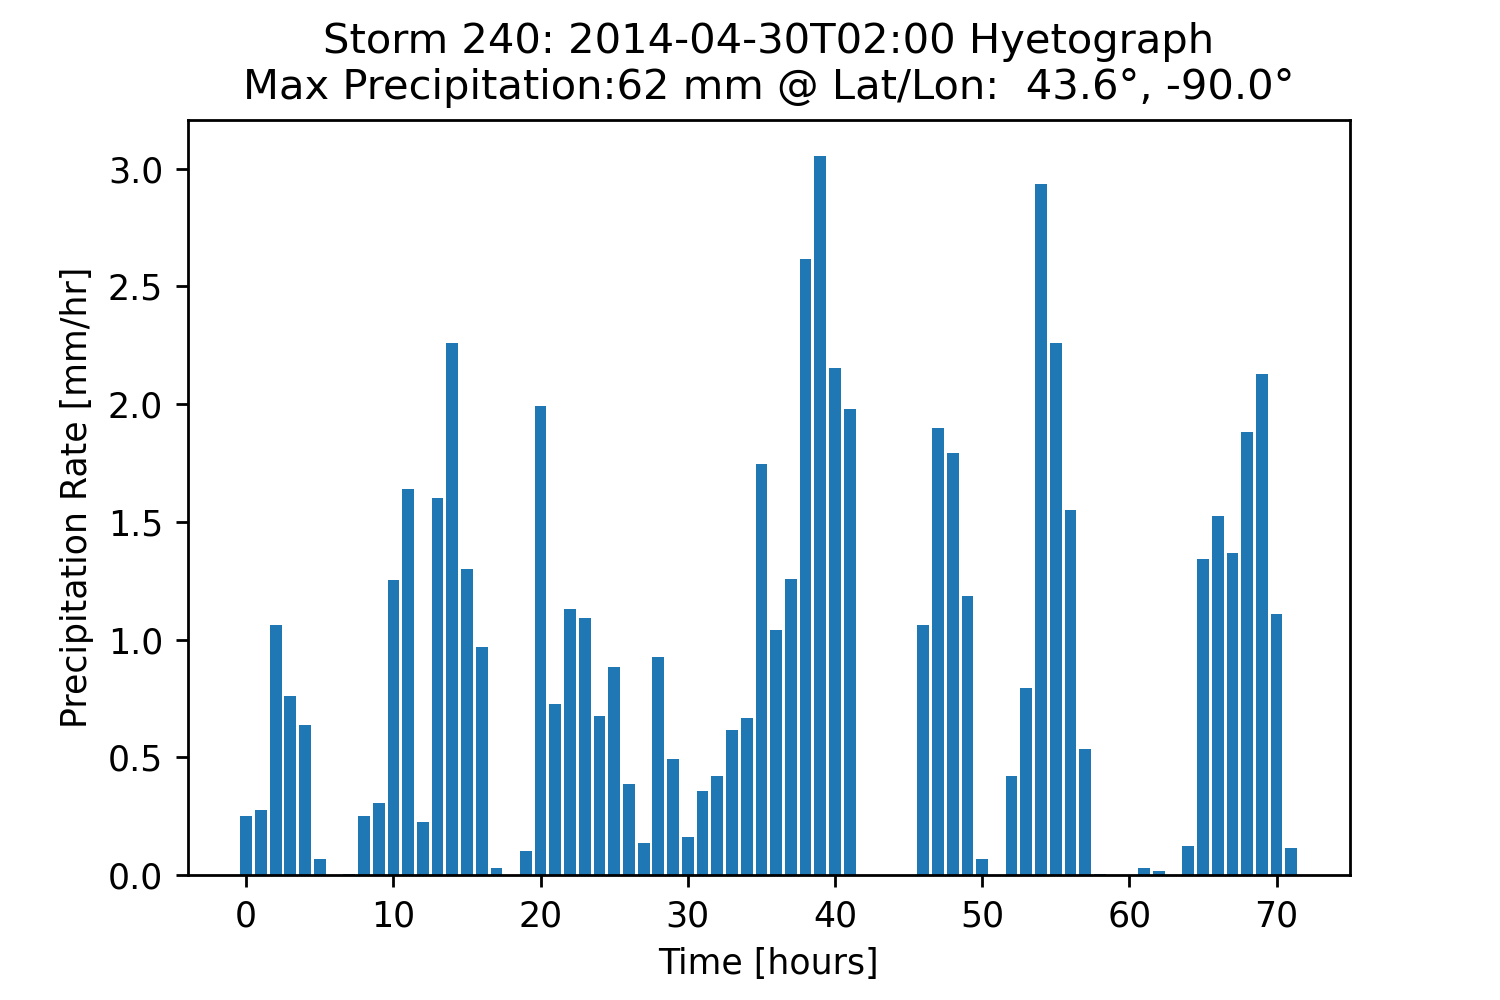 Storm 240: 2014-04-30T02:00 Hyetograph
Max Precipitation:62 mm @ Lat/Lon:  43.6°, -90.0°
3.0
2.5
2.0
1.5
1.0
0.5
0.0
Precipitation Rate [mm/hr]
0 10 20 30 40 50 60 70
Time [hours]